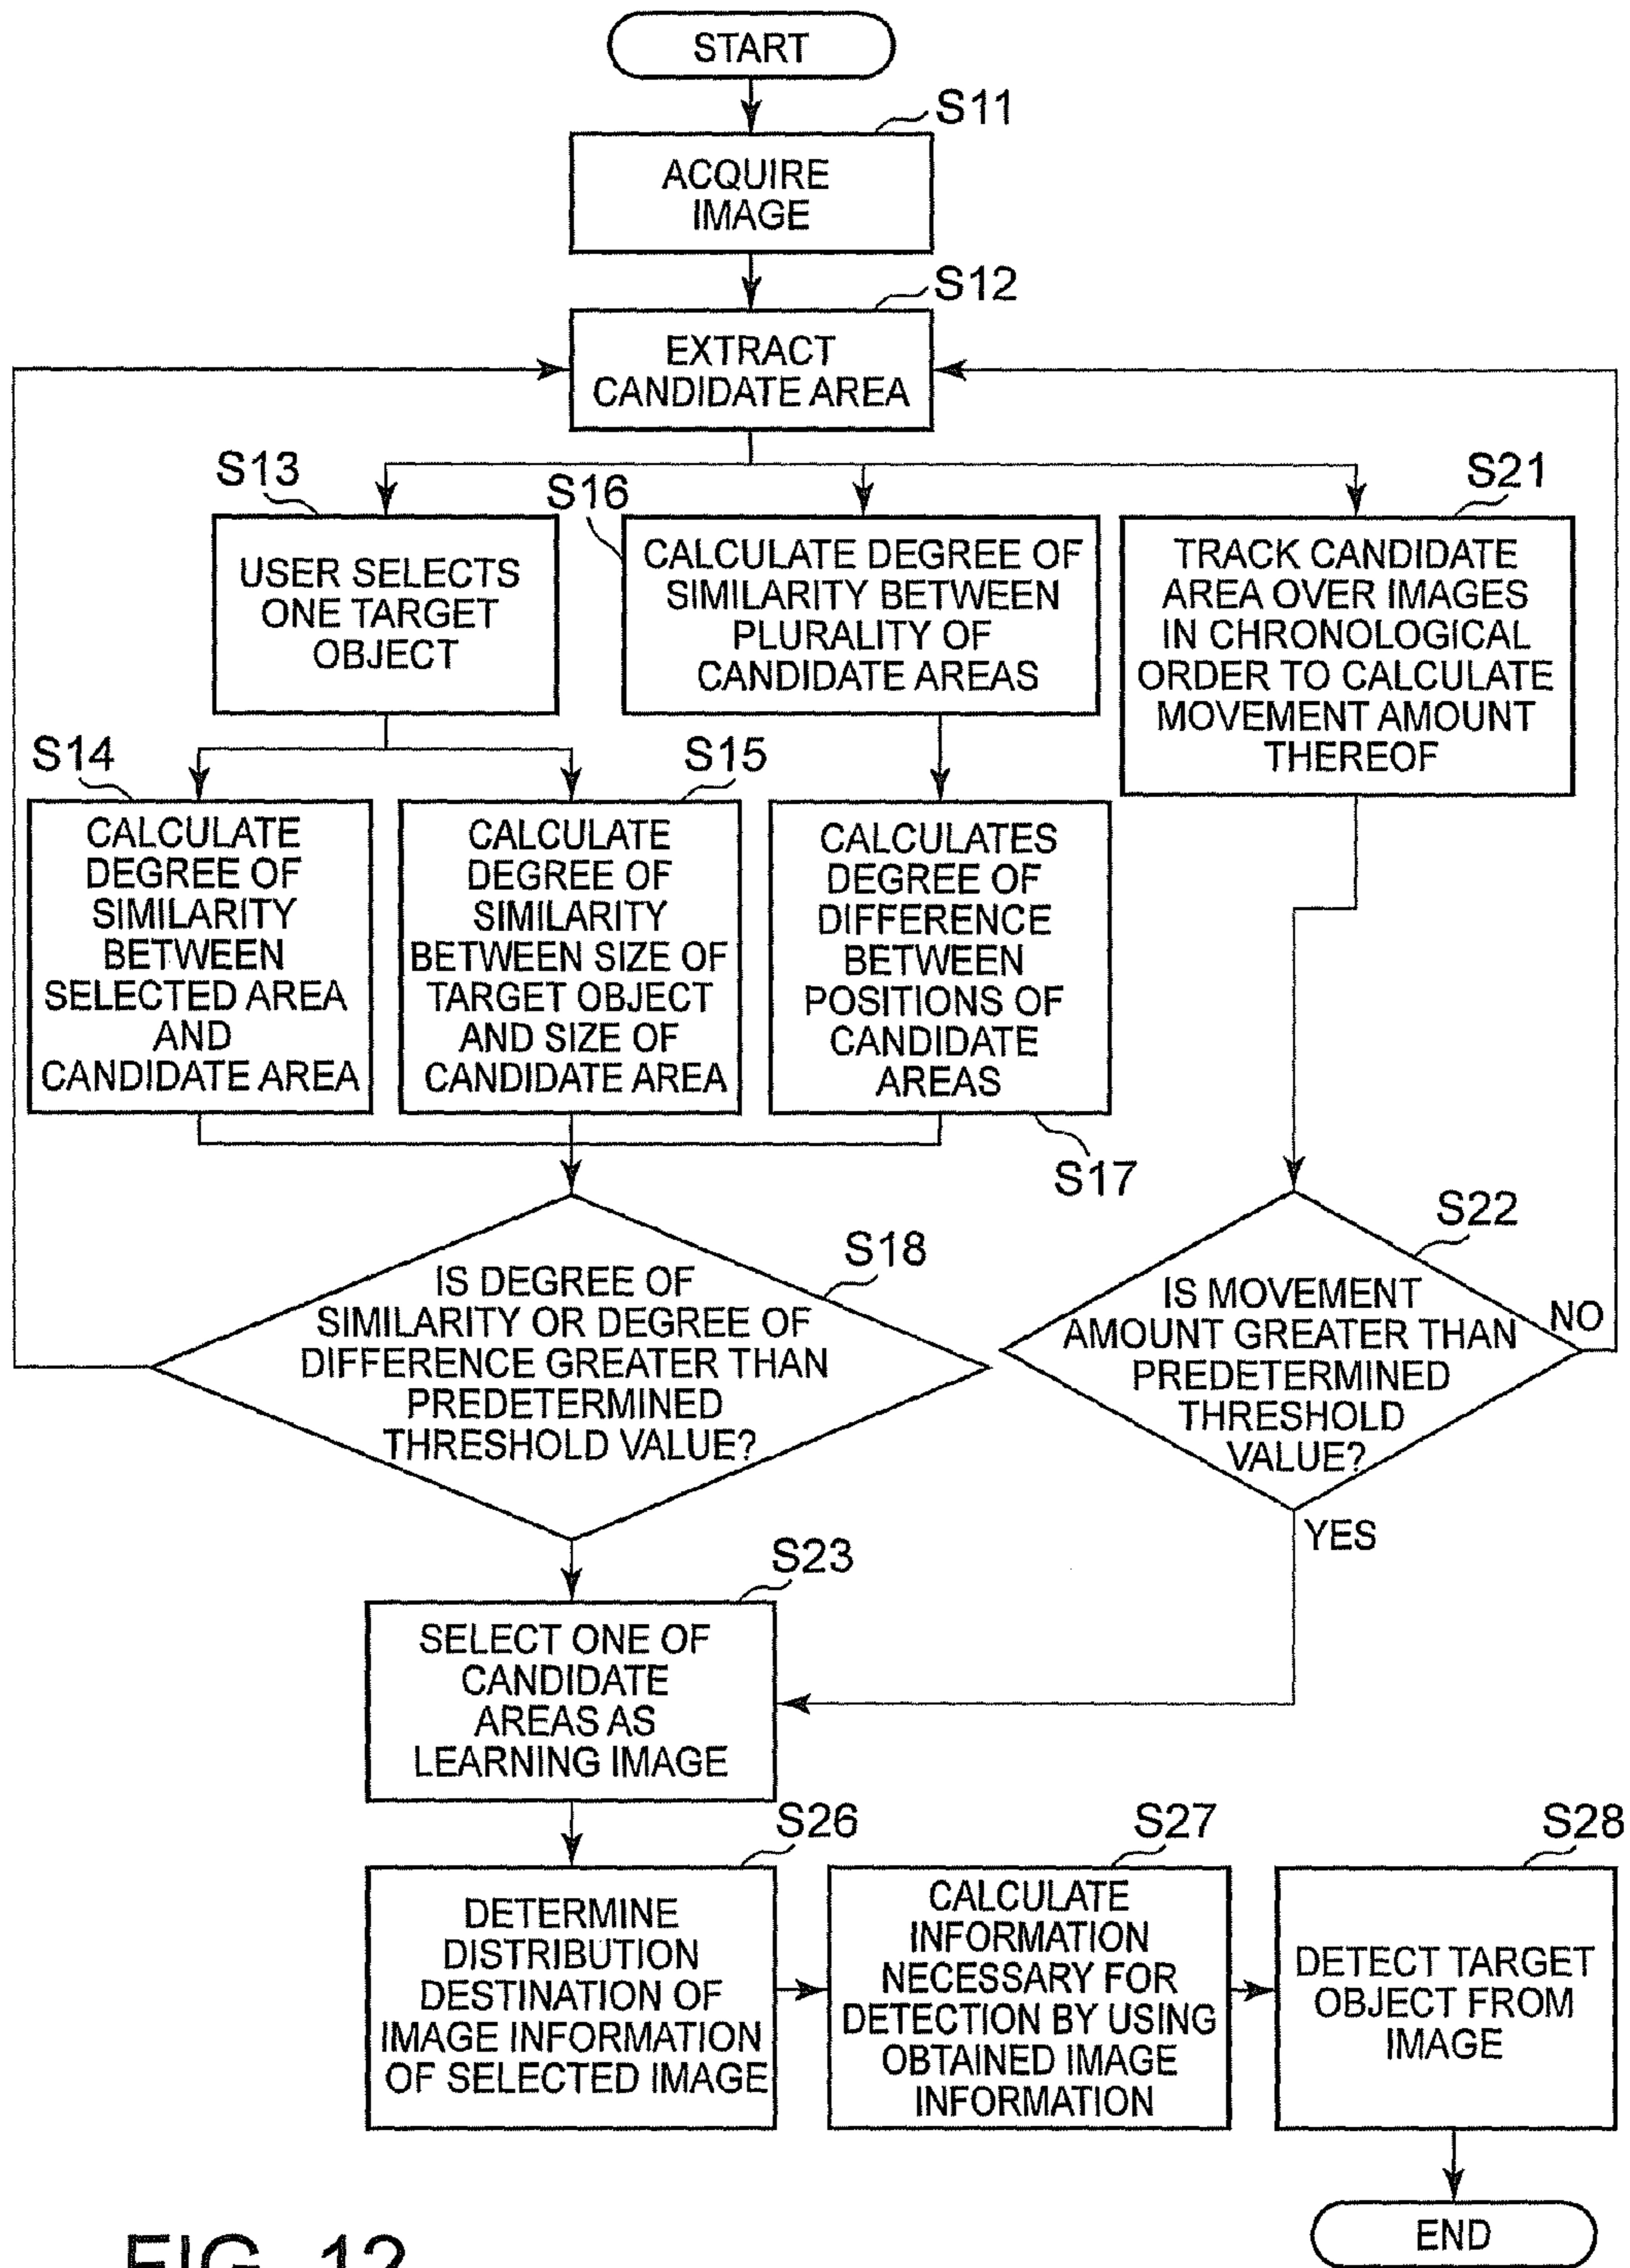 START
S11
ACQUIRE
IMAGE
S12
EXTRACT
CANDIDATE AREA
S13
USER SELECTS
ONE TARGET
OBJECT
S16
CALCULATE DEGREE OF
SIMILARITY BETWEEN
PLURALITY OF
CANDIDATE AREAS
S21
TRACK CANDIDATE
AREA OVER IMAGES
IN CHRONOLOGICAL
ORDER TO CALCULATE
MOVEMENT AMOUNT
THEREOF
S14
CALCULATE
DEGREE OF
SIMILARITY
BETWEEN
SELECTED AREA
AND
CANDIDATE AREA
S15
CALCULATE
DEGREE OF
SIMILARITY
BETWEEN SIZE OF
TARGET OBJECT
AND SIZE OF
CANDIDATE AREA
CALCULATES
DEGREE OF
DIFFERENCE
BETWEEN
POSITIONS OF
CANDIDATE
AREAS
S17
S18
IS DEGREE OF
SIMILARITY OR DEGREE OF
DIFFERENCE GREATER THAN
PREDETERMINED
THRESHOLD VALUE?
S22
IS MOVEMENT
AMOUNT GREATER THAN
PREDETERMINED
THRESHOLD
VALUE?
NO
YES
S23
SELECT ONE OF
CANDIDATE
AREAS AS
LEARNING IMAGE
S26
DETERMINE
DISTRIBUTION
DESTINATION OF
IMAGE INFORMATION
OF SELECTED IMAGE
S27
CALCULATE
INFORMATION
NECESSARY FOR
DETECTION BY USING
OBTAINED IMAGE
INFORMATION
S28
DETECT TARGET
OBJECT FROM
IMAGE
END
FIG. 12